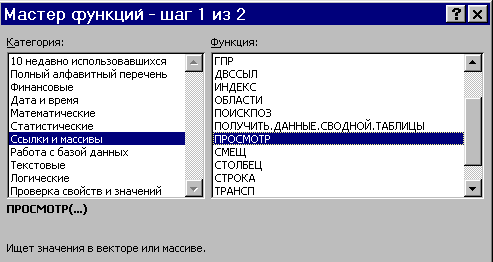 Мастер функций - шаг 1 из 2
Категория:
10 недавно использовавшихся
Полный алфавитный перечень
Финансовые
Дата и время
Математические
Статистические
Ссылки и массивы
Работа с базой данных
Текстовые
Логические
Проверка свойств и значений
Функция:
ГПР
ДВССЫЛ
ИНДЕКС
ОБЛАСТИ
ПОИСКПОЗ
ПОЛУЧИТЬ.ДАННЫЕ.СВОДНОЙ.ТАБЛИЦЫ
ПРОСМОТР
СМЕЩ
СТОЛБЕЦ
СТРОКА
ТРАНСП
ПРОСМОТР(...)
Ищет значения в векторе или массиве.